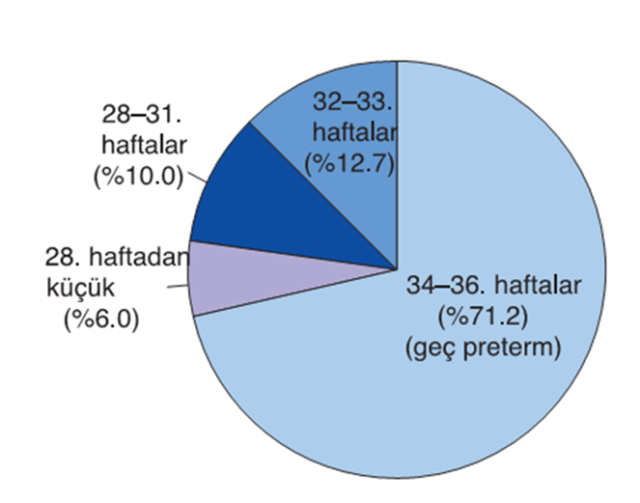 32–33.
haftalar
(%12.7)
28–31.
haftalar
(%10.0)
28. haftadan
küçük
(%6.0)
34–36. haftalar
(%71.2)
(geç preterm)